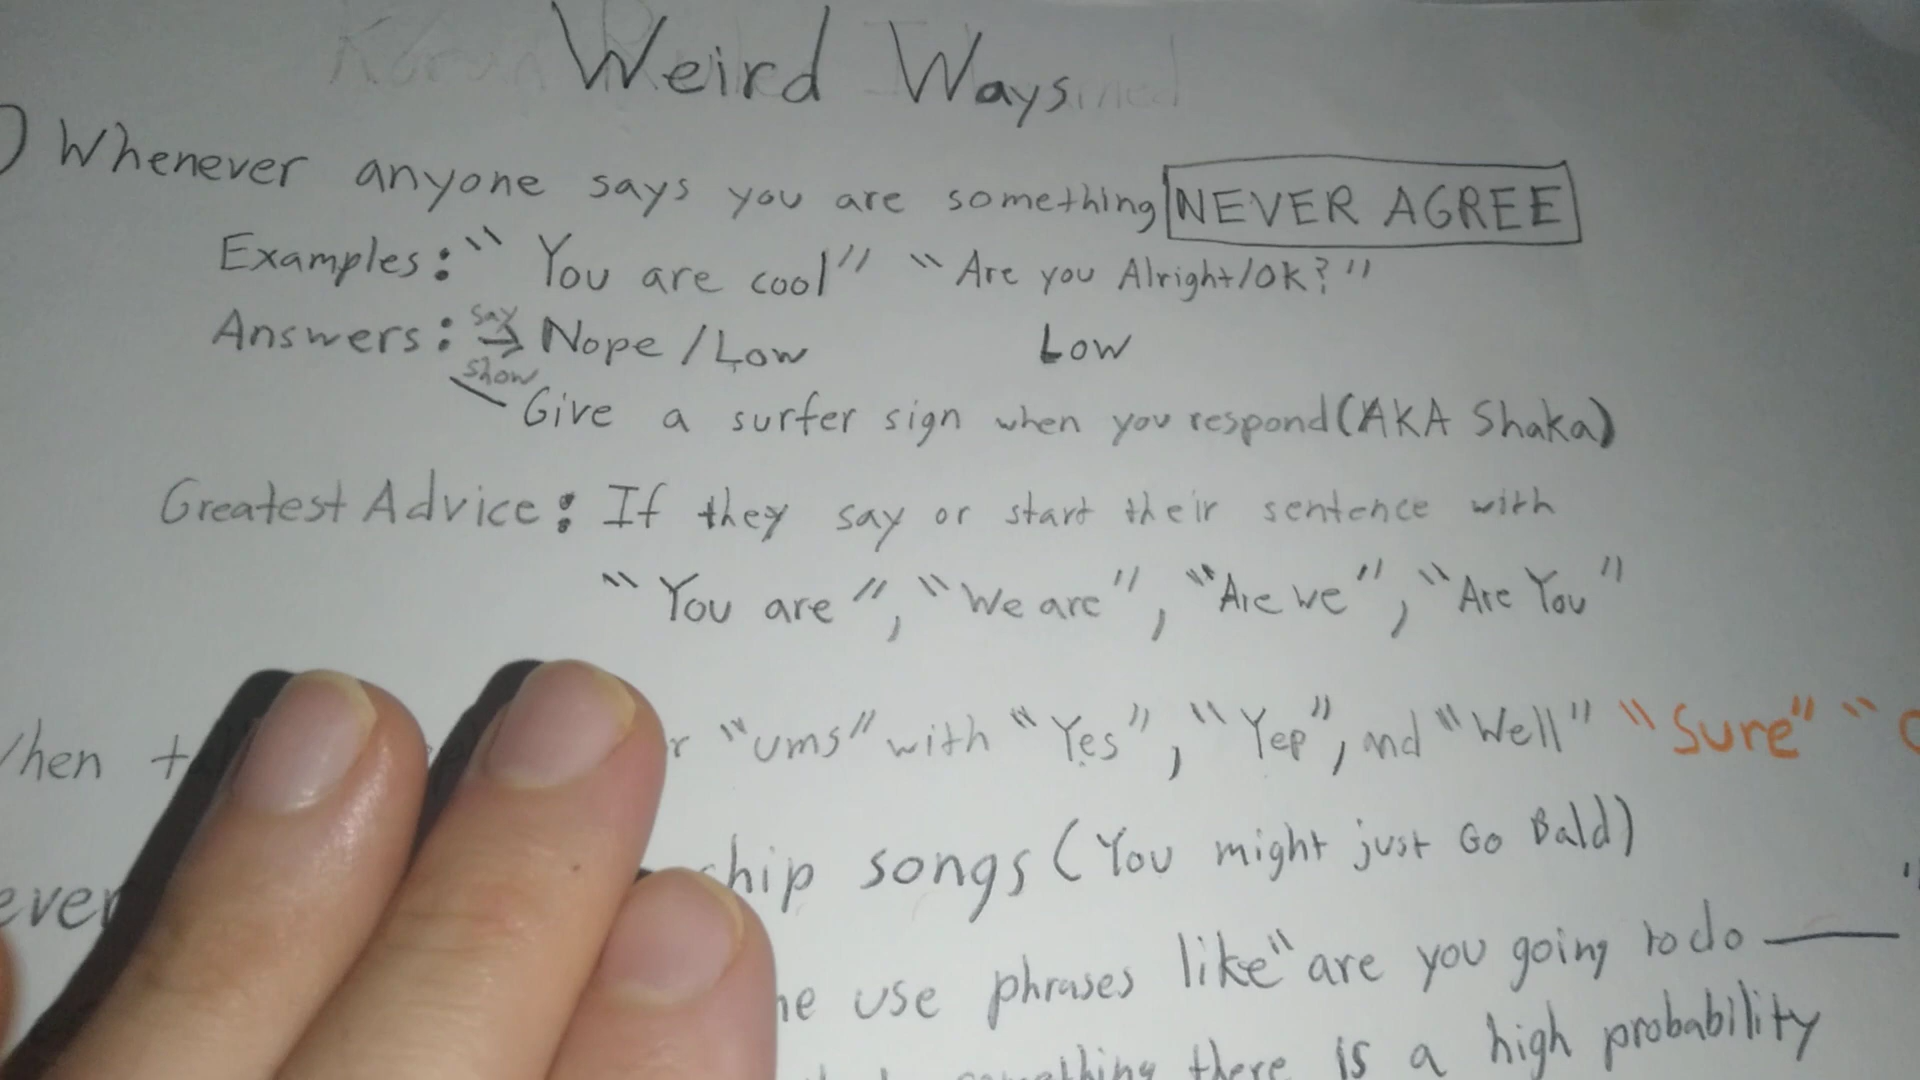 Weird Ways
) Whenever anyone says you are something NEVER AGREE
Examples: " You are cool" "Are you Alright/OK?"
say
Answers: → Nope / Low Low
show
Give a surfer sign when you respond (AKA Shaka)
Greatest Advice: If they say or start their sentence with
"You are", "We are", "Are we", "Are You"
"ums" with "Yes", "Yep", and "Well" "Sure" "
songs (You might just Go Bald)
use phrases like "are you going to do ——— "
something there is a high probability